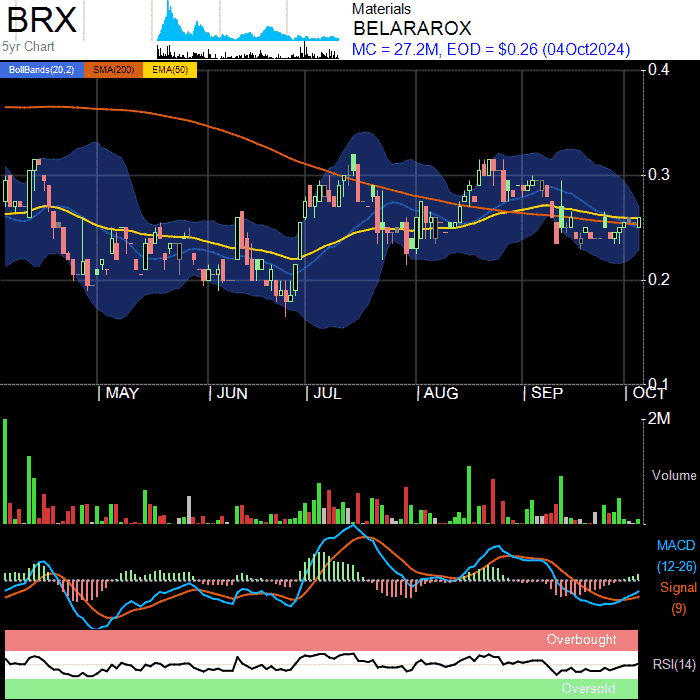 BRX
5yr Chart
Materials
BELARAROX
MC = 27.2M, EOD = $0.26 (04Oct2024)
BollBands(20,2) SMA(200) EMA(50)
0.4
0.3
0.2
0.1
MAY JUN JUL AUG SEP OCT
2M
Volume
MACD
(12-26)
Signal
(9)
Overbought
RSI(14)
Oversold